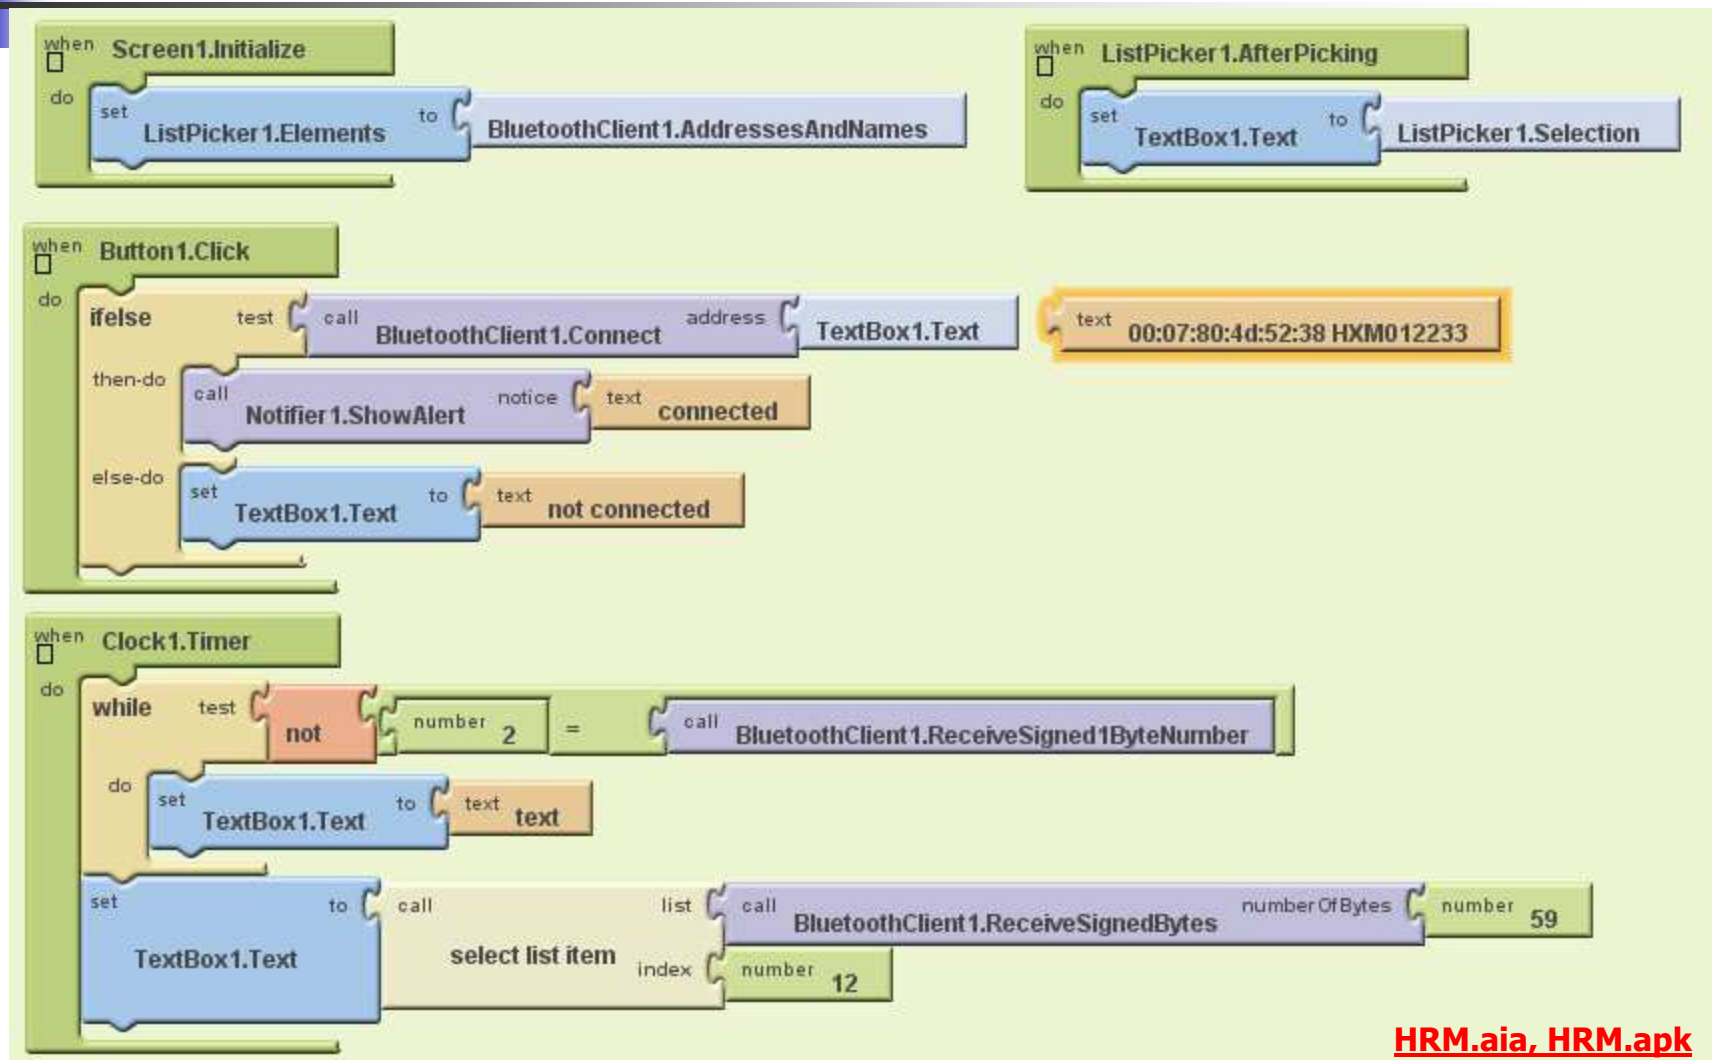 when Screen1.Initialize
do set ListPicker1.Elements to BluetoothClient1.AddressesAndNames
when ListPicker1.AfterPicking
do set TextBox1.Text to ListPicker1.Selection
when Button1.Click
do ifelse test call BluetoothClient1.Connect address TextBox1.Text
text 00:07:80:4d:52:38 HXM012233
then-do call Notifier1.ShowAlert notice text connected
else-do set TextBox1.Text to text not connected
when Clock1.Timer
do while test not number 2 = call BluetoothClient1.ReceiveSigned1ByteNumber
do set TextBox1.Text to text text
set TextBox1.Text to call select list item list call BluetoothClient1.ReceiveSignedBytes numberOfBytes number 59
index number 12
HRM.aia, HRM.apk